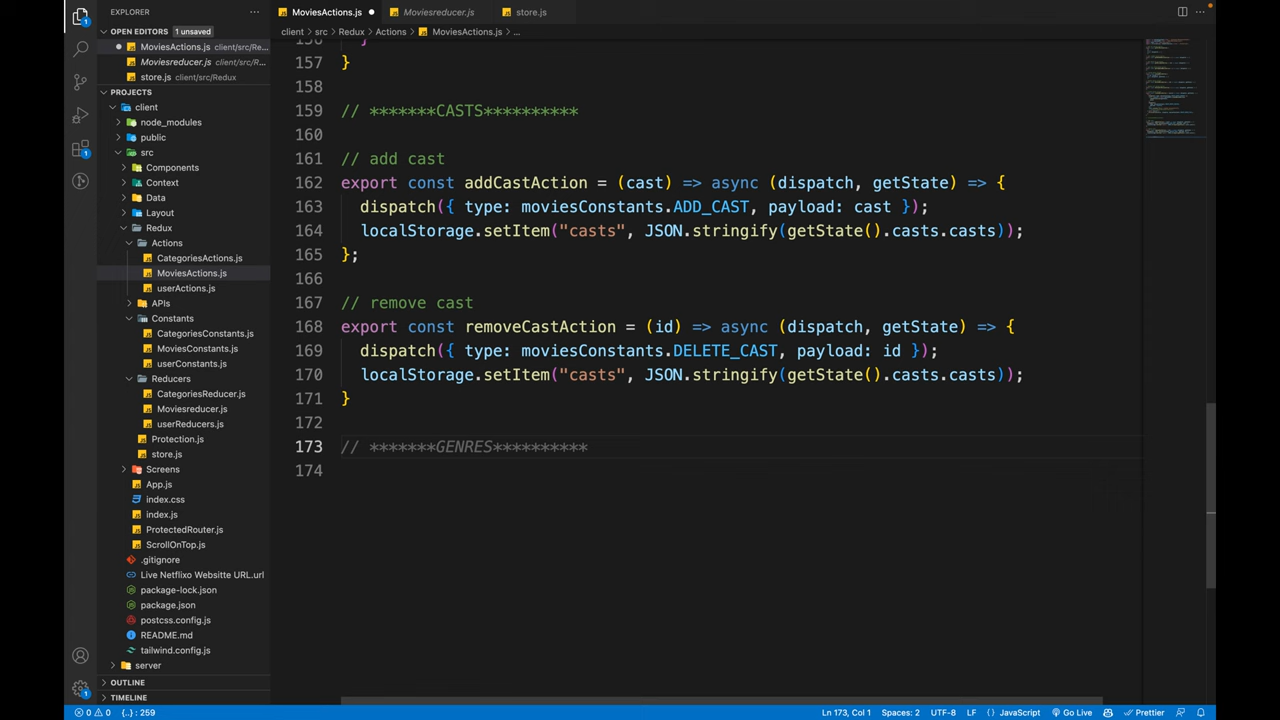 EXPLORER
MoviesActions.js
Moviesreducer.js
store.js
OPEN EDITORS 1 unsaved
client > src > Redux > Actions > MoviesActions.js > ...
MoviesActions.js client/src/Re...
Moviesreducer.js client/src/R...
store.js client/src/Redux
PROJECTS
client
node_modules
public
src
Components
Context
Data
Layout
Redux
Actions
CategoriesActions.js
MoviesActions.js
userActions.js
APIs
Constants
CategoriesConstants.js
MoviesConstants.js
userConstants.js
Reducers
CategoriesReducer.js
Moviesreducer.js
userReducers.js
Protection.js
store.js
Screens
App.js
index.css
index.js
ProtectedRouter.js
ScrollOnTop.js
.gitignore
Live Netflixo Websitte URL.url
package-lock.json
package.json
postcss.config.js
README.md
tailwind.config.js
server
OUTLINE
TIMELINE
156 }
157 }
158
159 // *******CASTS**********
160
161 // add cast
162 export const addCastAction = (cast) => async (dispatch, getState) => {
163 dispatch({ type: moviesConstants.ADD_CAST, payload: cast });
164 localStorage.setItem("casts", JSON.stringify(getState().casts.casts));
165 };
166
167 // remove cast
168 export const removeCastAction = (id) => async (dispatch, getState) => {
169 dispatch({ type: moviesConstants.DELETE_CAST, payload: id });
170 localStorage.setItem("casts", JSON.stringify(getState().casts.casts));
171 }
172
173 // *******GENRES**********
174
0 0 {..} : 259
Ln 173, Col 1 Spaces: 2 UTF-8 LF {} JavaScript Go Live Prettier